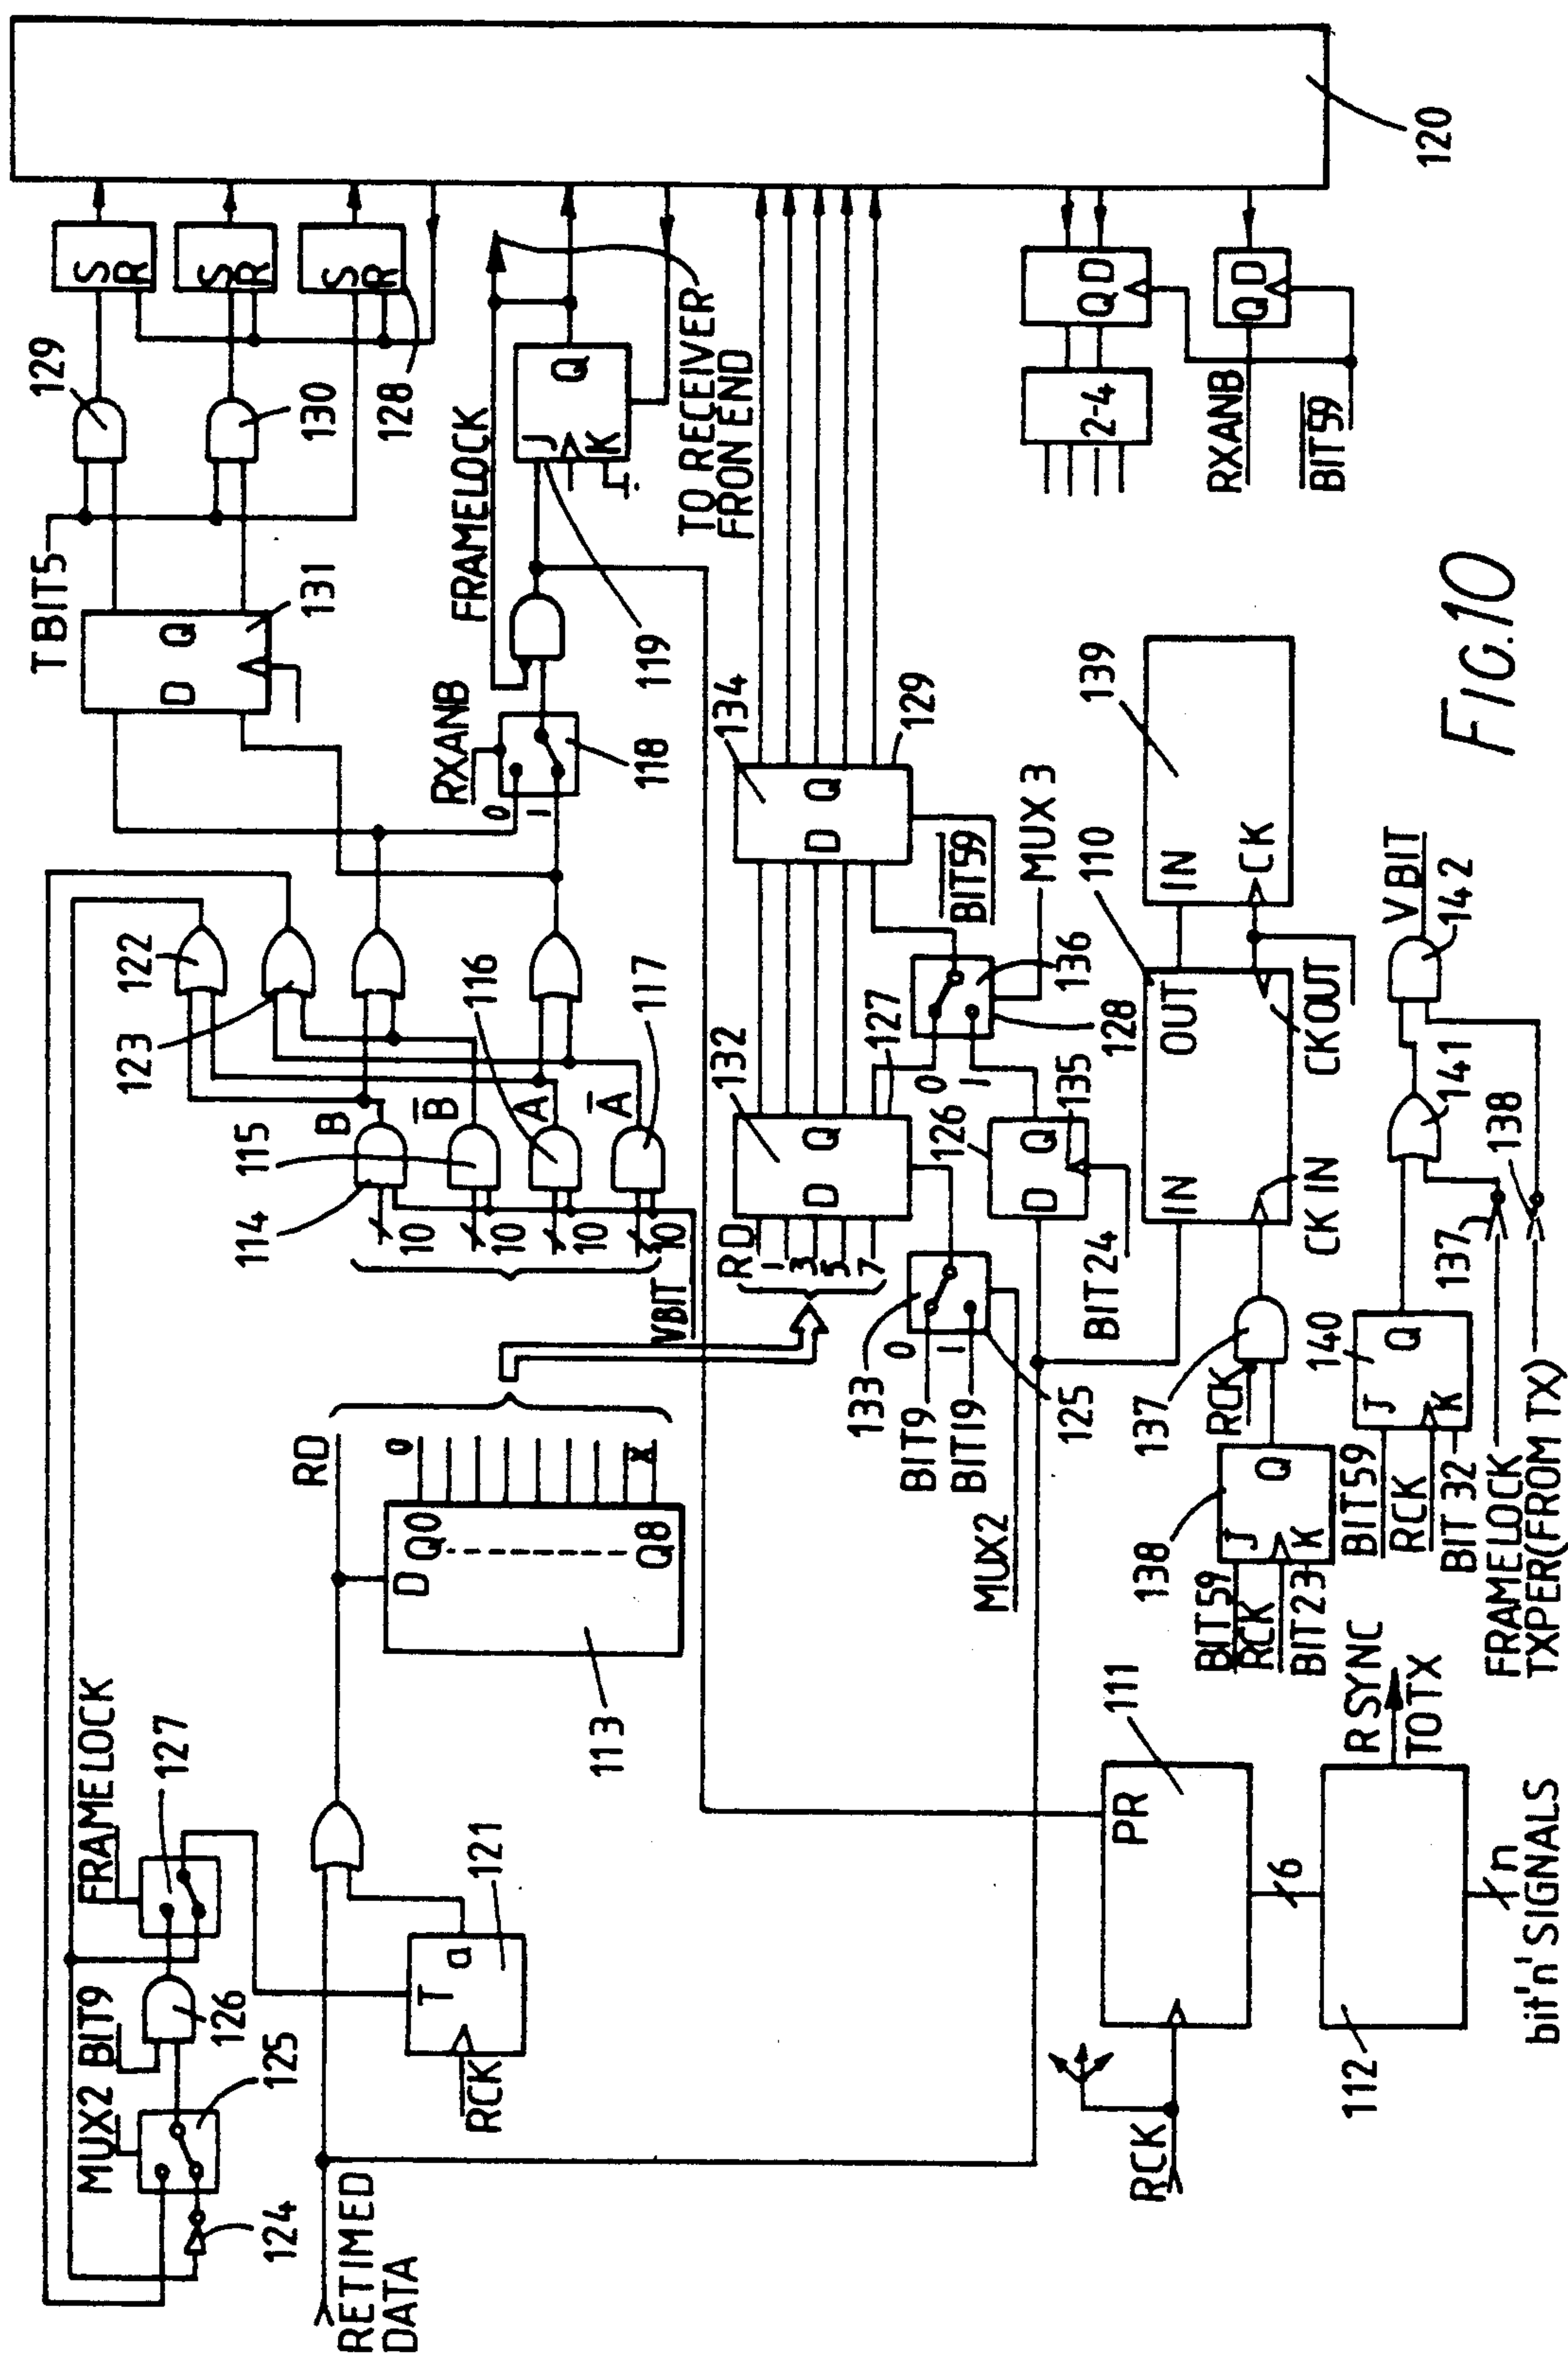 MUX2
BIT9
FRAMELOCK
127
126
125
124
RETIMED
DATA
RCK
T
Q
121
RD
D
Q0
Q8
0
X
113
114
115
116
117
B
B̅
A
A̅
10
10
10
10
VBIT
122
123
TBIT5
131
D
Q
129
130
128
S
R
S
R
S
R
RXANB
0
1
118
FRAMELOCK
119
J
K
Q
TO RECEIVER
FRON END
120
RD
1
3
5
7
132
D
Q
127
134
D
Q
129
BIT59
MUX 3
136
128
0
1
126
D
Q
135
BIT24
133
0
1
BIT9
BIT19
125
MUX2
2-4
Q
D
Q
D
RXANB
BIT59
110
IN
OUT
CK IN
CKOUT
139
IN
CK
137
RCK
138
J
K
Q
BIT59
RCK
BIT23
140
J
K
Q
BIT59
RCK
BIT 32
FRAMELOCK
TXPER(FROM TX)
137
138
141
142
VBIT
111
PR
RCK
6
112
R SYNC
TO TX
n
bit'n'SIGNALS
FIG.10